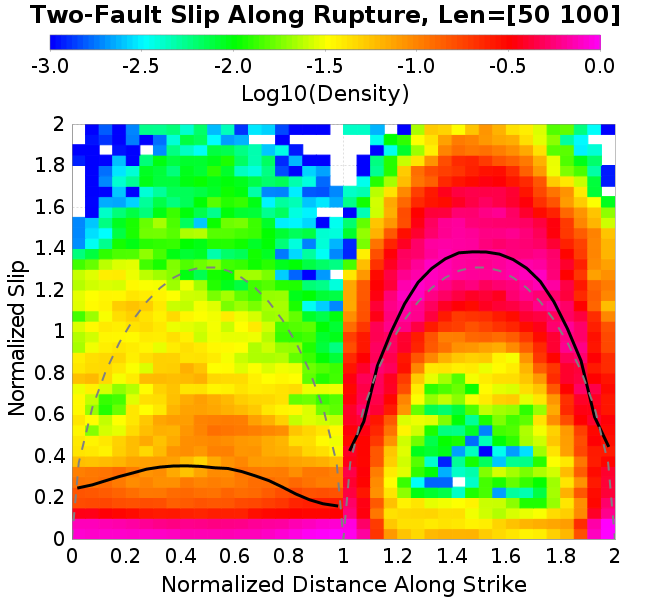 Two-Fault Slip Along Rupture, Len=[50 100]
-3.0 -2.5 -2.0 -1.5 -1.0 -0.5 0.0
Log10(Density)
2
1.8
1.6
1.4
1.2
1
0.8
0.6
0.4
0.2
0
Normalized Slip
0 0.2 0.4 0.6 0.8 1 1.2 1.4 1.6 1.8 2
Normalized Distance Along Strike